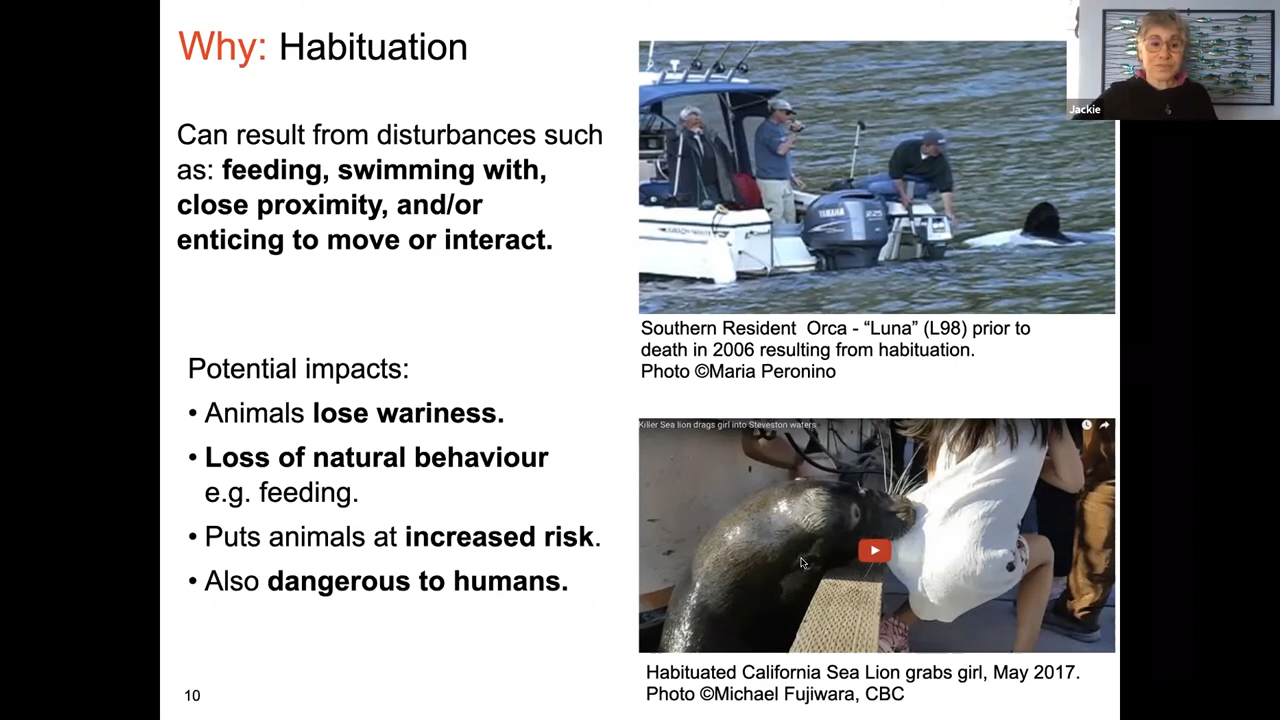 Why: Habituation
Can result from disturbances such
as: feeding, swimming with,
close proximity, and/or
enticing to move or interact.
Potential impacts:
• Animals lose wariness.
• Loss of natural behaviour
e.g. feeding.
• Puts animals at increased risk.
• Also dangerous to humans.
10
YAMAHA
Southern Resident Orca - “Luna” (L98) prior to
death in 2006 resulting from habituation.
Photo ©Maria Peronino
Killer Sea lion drags girl into Steveston waters
Habituated California Sea Lion grabs girl, May 2017.
Photo ©Michael Fujiwara, CBC
Jackie